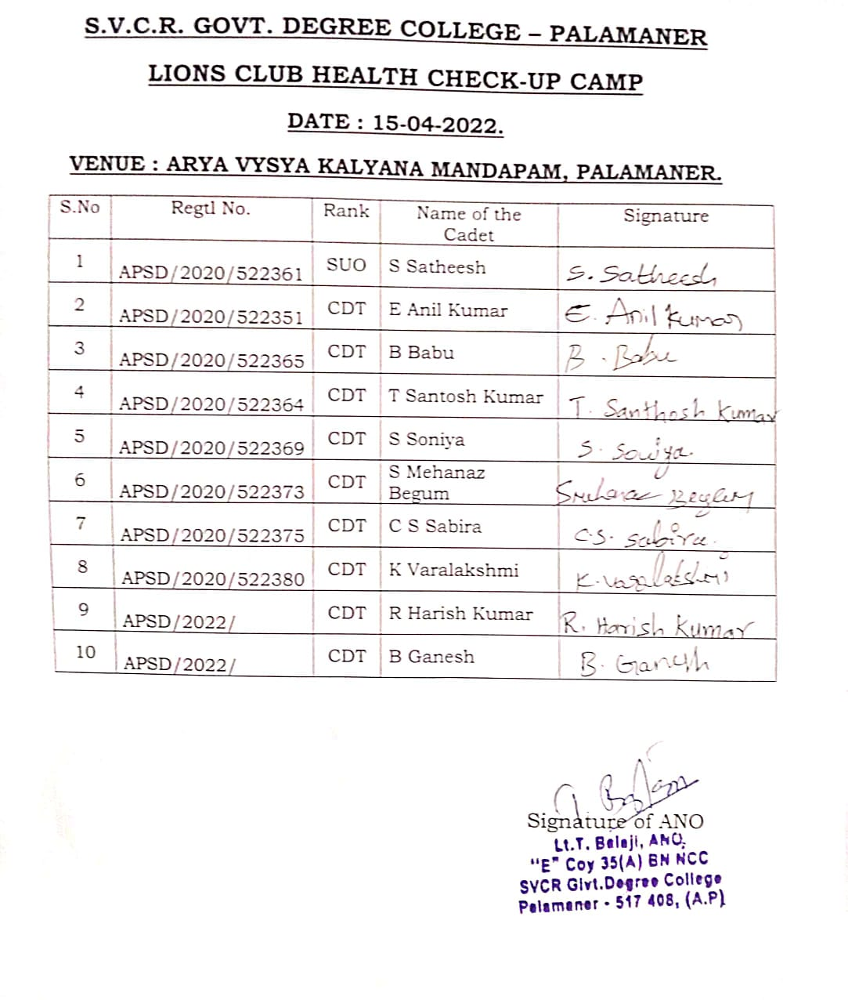 S.V.C.R. GOVT. DEGREE COLLEGE – PALAMANER
LIONS CLUB HEALTH CHECK-UP CAMP
DATE : 15-04-2022.
VENUE : ARYA VYSYA KALYANA MANDAPAM, PALAMANER.
S.No Regtl No. Rank Name of the Cadet Signature
1 APSD/2020/522361 SUO S Satheesh S. Satheesh
2 APSD/2020/522351 CDT E Anil Kumar E. Anil Kumar
3 APSD/2020/522365 CDT B Babu B. Babu
4 APSD/2020/522364 CDT T Santosh Kumar T. Santhosh Kumar
5 APSD/2020/522369 CDT S Soniya S. Soniya.
6 APSD/2020/522373 CDT S Mehanaz Begum Smehanaz Begum
7 APSD/2020/522375 CDT C S Sabira C.S. Sabira.
8 APSD/2020/522380 CDT K Varalakshmi K. Varalakshmi
9 APSD/2022/ CDT R Harish Kumar R. Harish Kumar
10 APSD/2022/ CDT B Ganesh B. Ganesh
Signature of ANO
Lt.T. Balaji, ANO,
"E" Coy 35(A) BN NCC
SVCR Givt.Degree College
Palamaner - 517 408, (A.P)